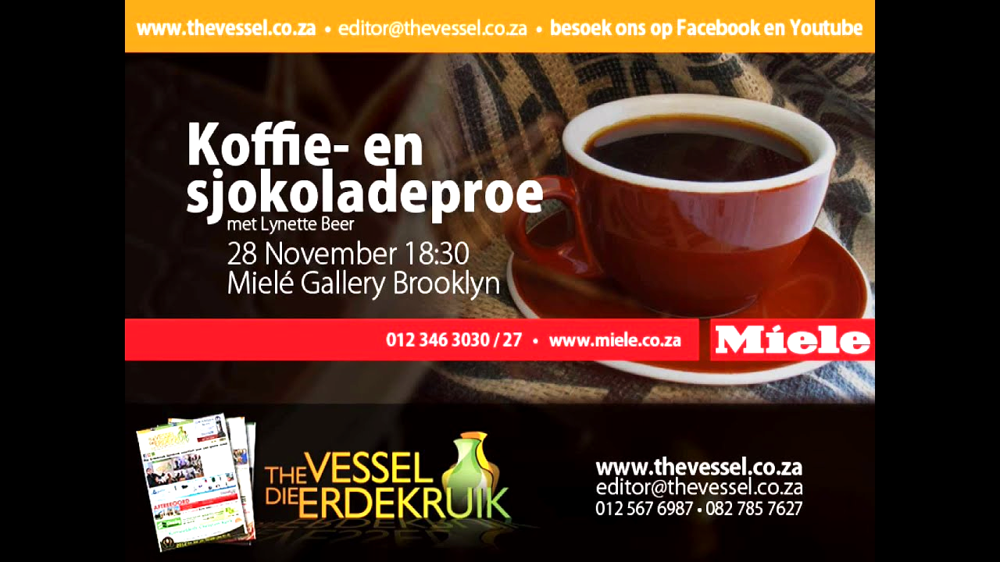 www.thevessel.co.za • editor@thevessel.co.za • besoek ons op Facebook en Youtube
Koffie- en
sjokoladeproe
met Lynette Beer
28 November 18:30
Mielé Gallery Brooklyn
012 346 3030 / 27 • www.miele.co.za
Miele
THE VESSEL
DIE ERDEKRUIK
www.thevessel.co.za
editor@thevessel.co.za
012 567 6987 • 082 785 7627